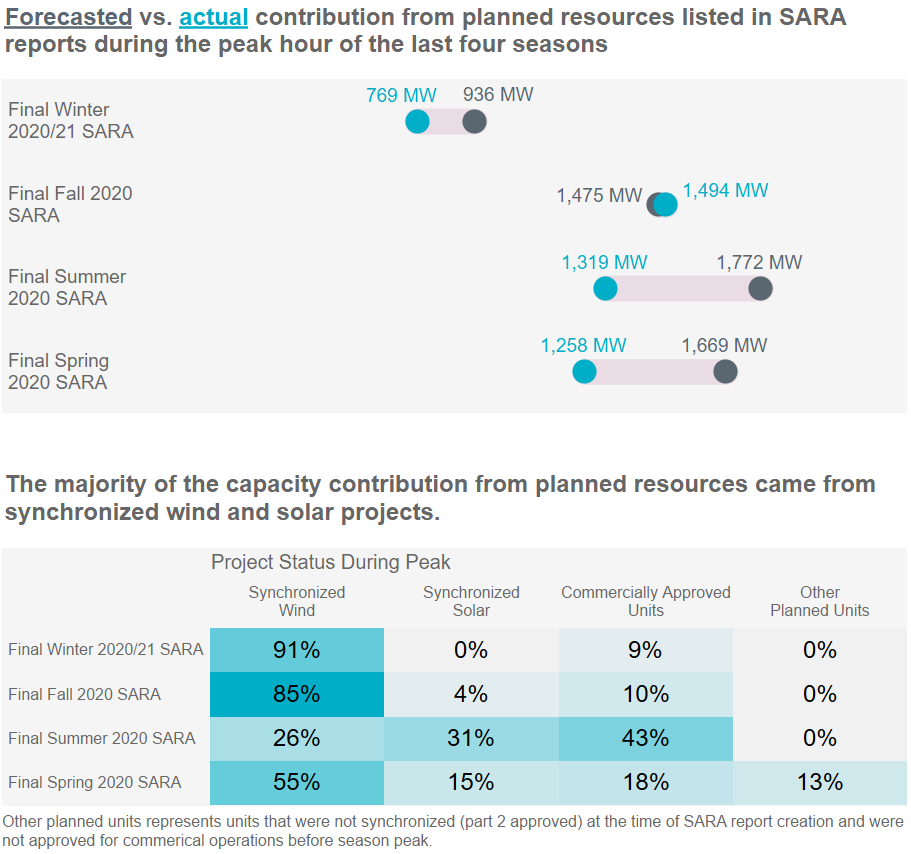 Forecasted vs. actual contribution from planned resources listed in SARA
reports during the peak hour of the last four seasons
769 MW 936 MW
Final Winter
2020/21 SARA
Final Fall 2020
SARA
1,475 MW 1,494 MW
1,319 MW 1,772 MW
Final Summer
2020 SARA
1,258 MW 1,669 MW
Final Spring
2020 SARA
The majority of the capacity contribution from planned resources came from
synchronized wind and solar projects.
Project Status During Peak
Synchronized
Wind
Synchronized
Solar
Commercially Approved
Units
Other
Planned Units
Final Winter 2020/21 SARA 91% 0% 9% 0%
Final Fall 2020 SARA 85% 4% 10% 0%
Final Summer 2020 SARA 26% 31% 43% 0%
Final Spring 2020 SARA 55% 15% 18% 13%
Other planned units represents units that were not synchronized (part 2 approved) at the time of SARA report creation and were
not approved for commerical operations before season peak.